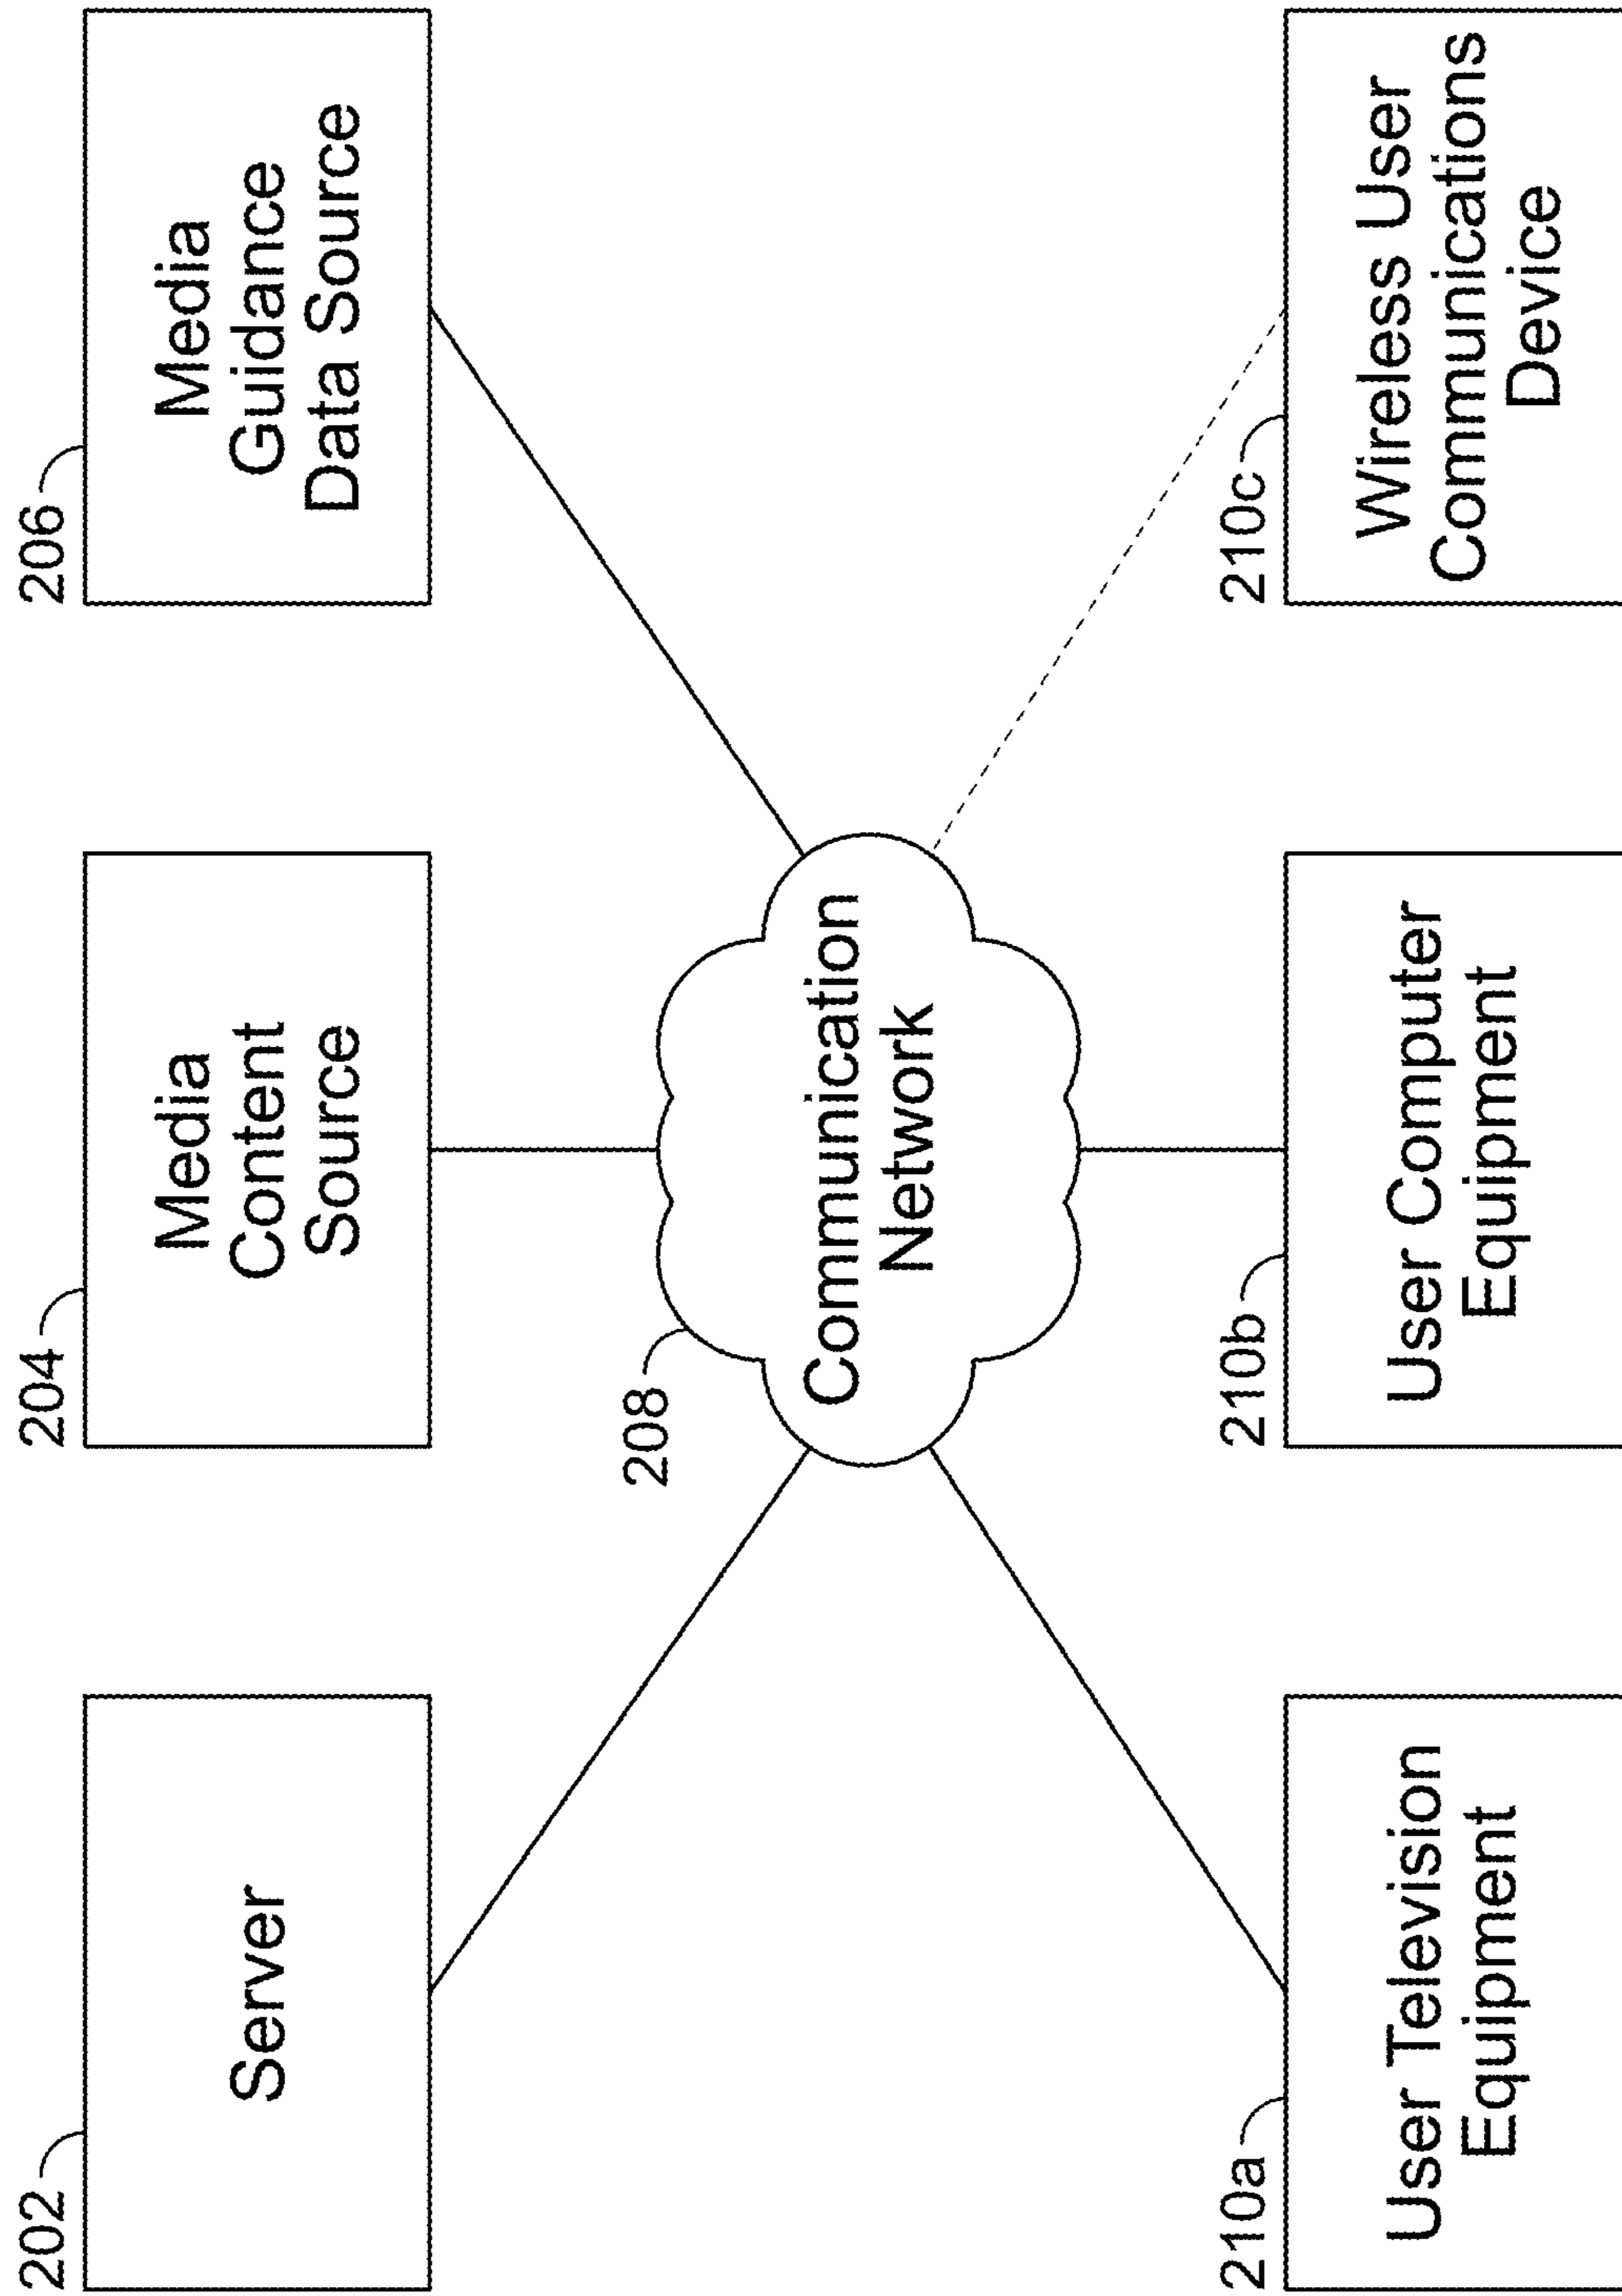 202
Server
204
Media
Content
Source
206
Media
Guidance
Data Source
208
Communication
Network
210a
User Television
Equipment
210b
User Computer
Equipment
210c
Wireless User
Communications
Device